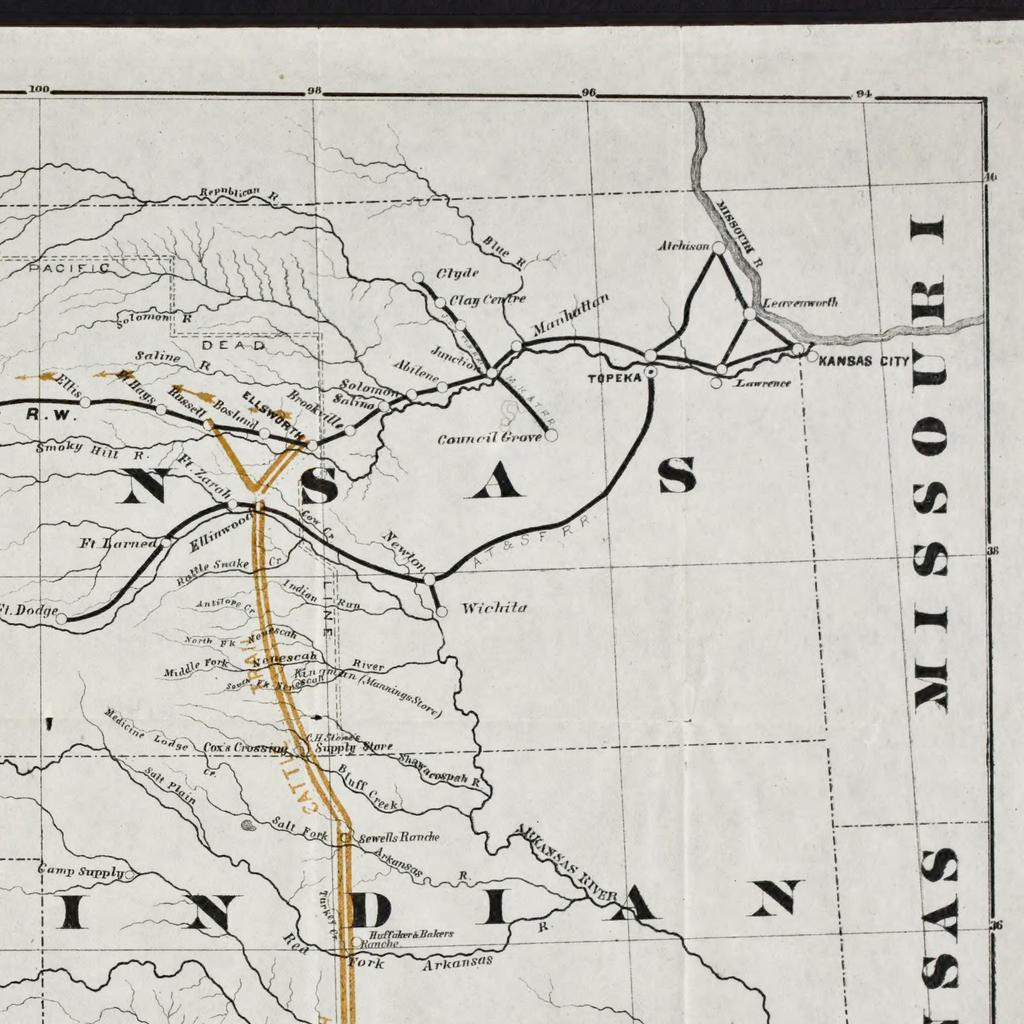 100
98
96
94
40
Republican R.
MISSOURI R
Atchison
Blue R
PACIFIC
Clyde
Clay Centre
Leavenworth
Manhattan
Solomon R
DEAD
Junction
Saline R
KANSAS CITY
TOPEKA
Lawrence
Abilene
Solomon
Salina
Brookville
ELLSWORTH
Bosland
Russell
Ft Hays
Ellis
R.W.
M.K.& T.R.R
Council Grove
Smoky Hill R.
N S A S
Ft Zarah
Cow Cr.
Ellinwood
Newton
A T & S F R R.
Ft Larned
38
Rattle Snake Cr
LINE
Indian Run
Ft. Dodge
Wichita
Antilope Cr
North Fk Nenescah
Middle Fork Nenescah River
South Fk Nenescah
Kingman (Mannings Store)
TRAIL
Medicine Lodge Cr.
C.H. Stone's
Cox's Crossing
Supply Store
Shawacospah R
Bluff Creek
CATTLE
Salt Plain
Salt Fork Arkansas R.
Sewells Ranche
ARKANSAS RIVER
Camp Supply
I N D I A N
Turkey Cr
Huffaker & Bakers
Ranche
36
Red Fork Arkansas R.
MISSOURI
SAS